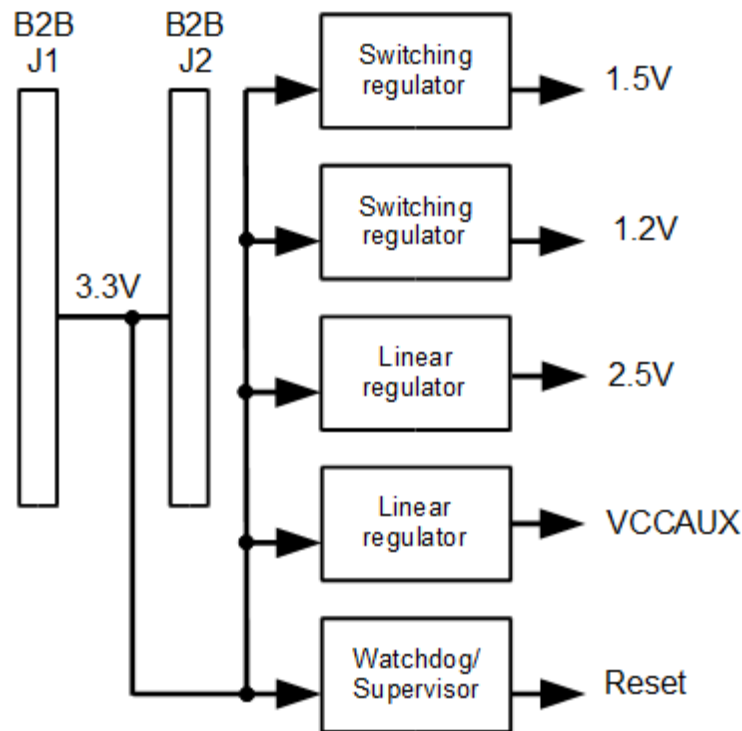 B2B
J1
B2B
J2
3.3V
Switching
regulator
1.5V
Switching
regulator
1.2V
Linear
regulator
2.5V
Linear
regulator
VCCAUX
Watchdog/
Supervisor
Reset